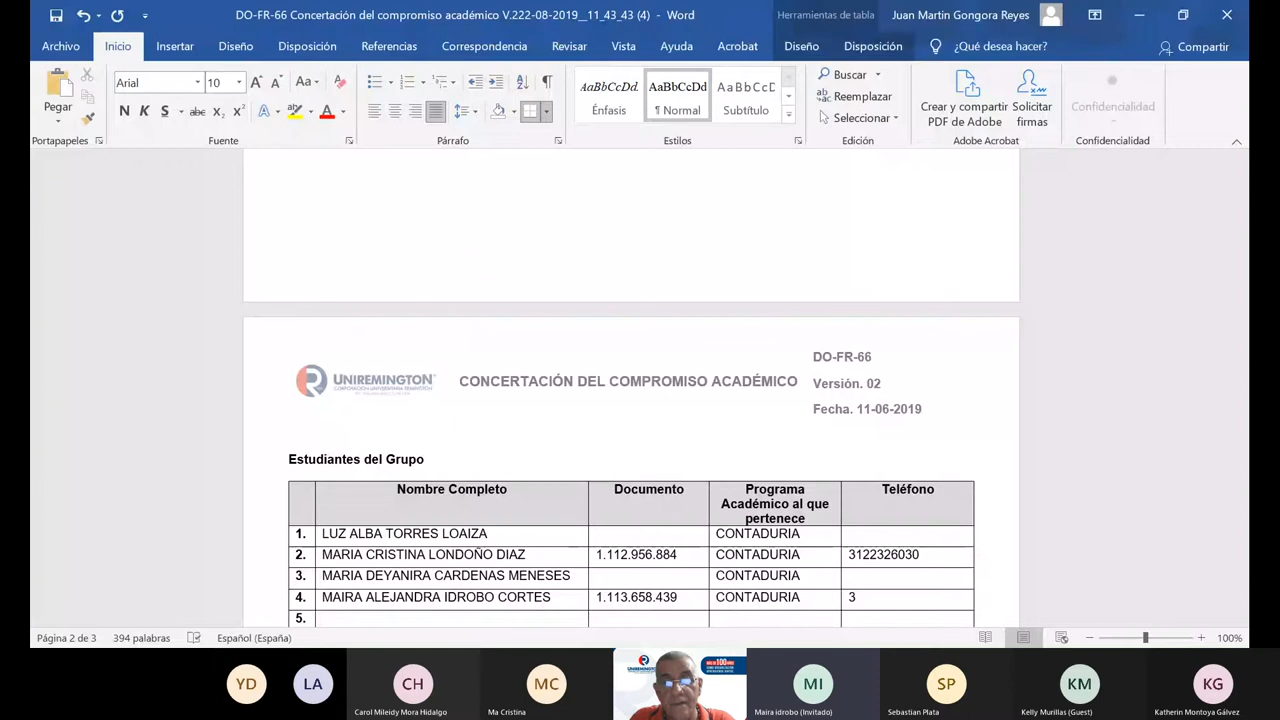 DO-FR-66 Concertación del compromiso académico V.222-08-2019__11_43_43 (4) - Word
Herramientas de tabla
Juan Martin Gongora Reyes
Archivo Inicio Insertar Diseño Disposición Referencias Correspondencia Revisar Vista Ayuda Acrobat Diseño Disposición ¿Qué desea hacer? Compartir
Pegar
Portapapeles
Arial 10
N K S abc
Fuente
Párrafo
AaBbCcDd. AaBbCcDd AaBbCcD
Énfasis ¶ Normal Subtítulo
Estilos
Buscar
Reemplazar
Seleccionar
Edición
Crear y compartir PDF de Adobe
Solicitar firmas
Adobe Acrobat
Confidencialidad
Confidencialidad
UNIREMINGTON
CORPORACIÓN UNIVERSITARIA REMINGTON
CONCERTACIÓN DEL COMPROMISO ACADÉMICO
DO-FR-66
Versión. 02
Fecha. 11-06-2019
Estudiantes del Grupo
Nombre Completo Documento Programa Académico al que pertenece Teléfono
1. LUZ ALBA TORRES LOAIZA CONTADURIA
2. MARIA CRISTINA LONDOÑO DIAZ 1.112.956.884 CONTADURIA 3122326030
3. MARIA DEYANIRA CARDENAS MENESES CONTADURIA
4. MAIRA ALEJANDRA IDROBO CORTES 1.113.658.439 CONTADURIA 3
5.
Página 2 de 3 394 palabras Español (España) 100%
YD LA CH MC MI SP KM KG
UNIREMINGTON
Carol Mileidy Mora Hidalgo Ma Cristina Maira idrobo (Invitado) Sebastian Plata Kelly Murillas (Guest) Katherin Montoya Gálvez